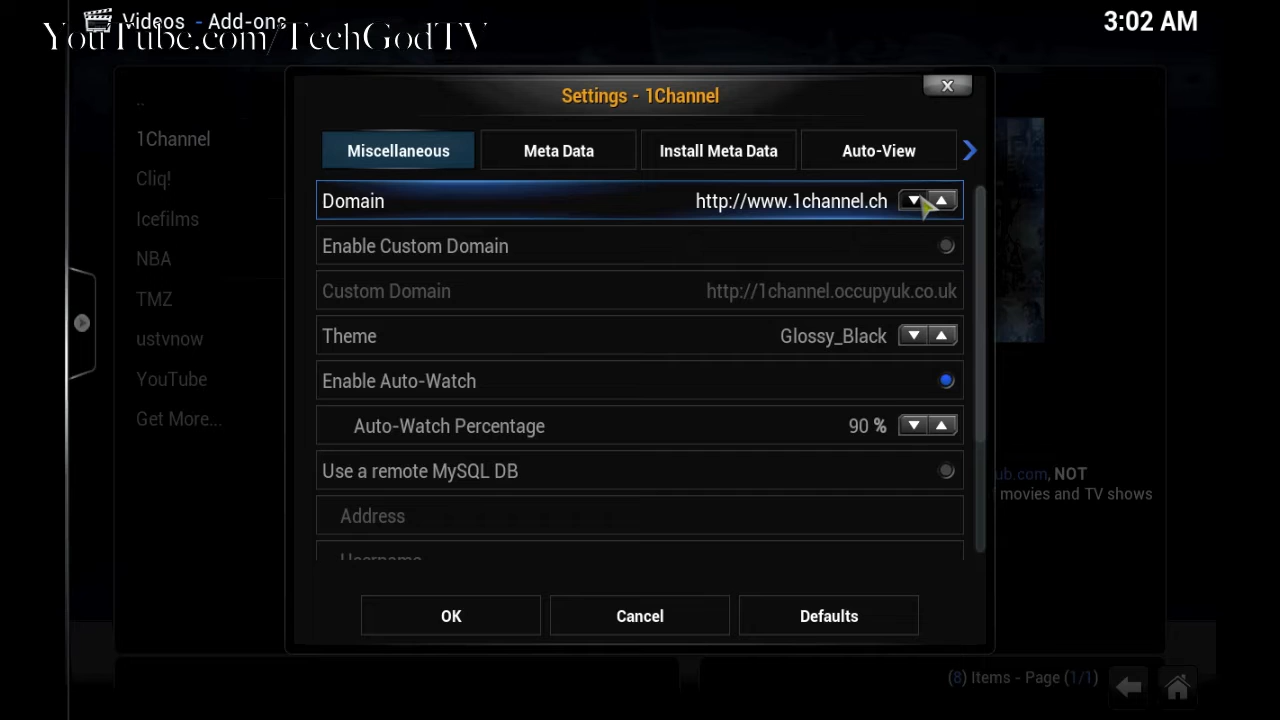 Videos - Add-ons
YouTube.com/TechGodTV
3:02 AM
Settings - 1Channel
X
Miscellaneous
Meta Data
Install Meta Data
Auto-View
Domain http://www.1channel.ch
Enable Custom Domain
Custom Domain http://1channel.occupyuk.co.uk
Theme Glossy_Black
Enable Auto-Watch
Auto-Watch Percentage 90 %
Use a remote MySQL DB
Address
Username
OK
Cancel
Defaults
..
1Channel
Cliq!
Icefilms
NBA
TMZ
ustvnow
YouTube
Get More...
ub.com, NOT
movies and TV shows
(8) Items - Page (1/1)